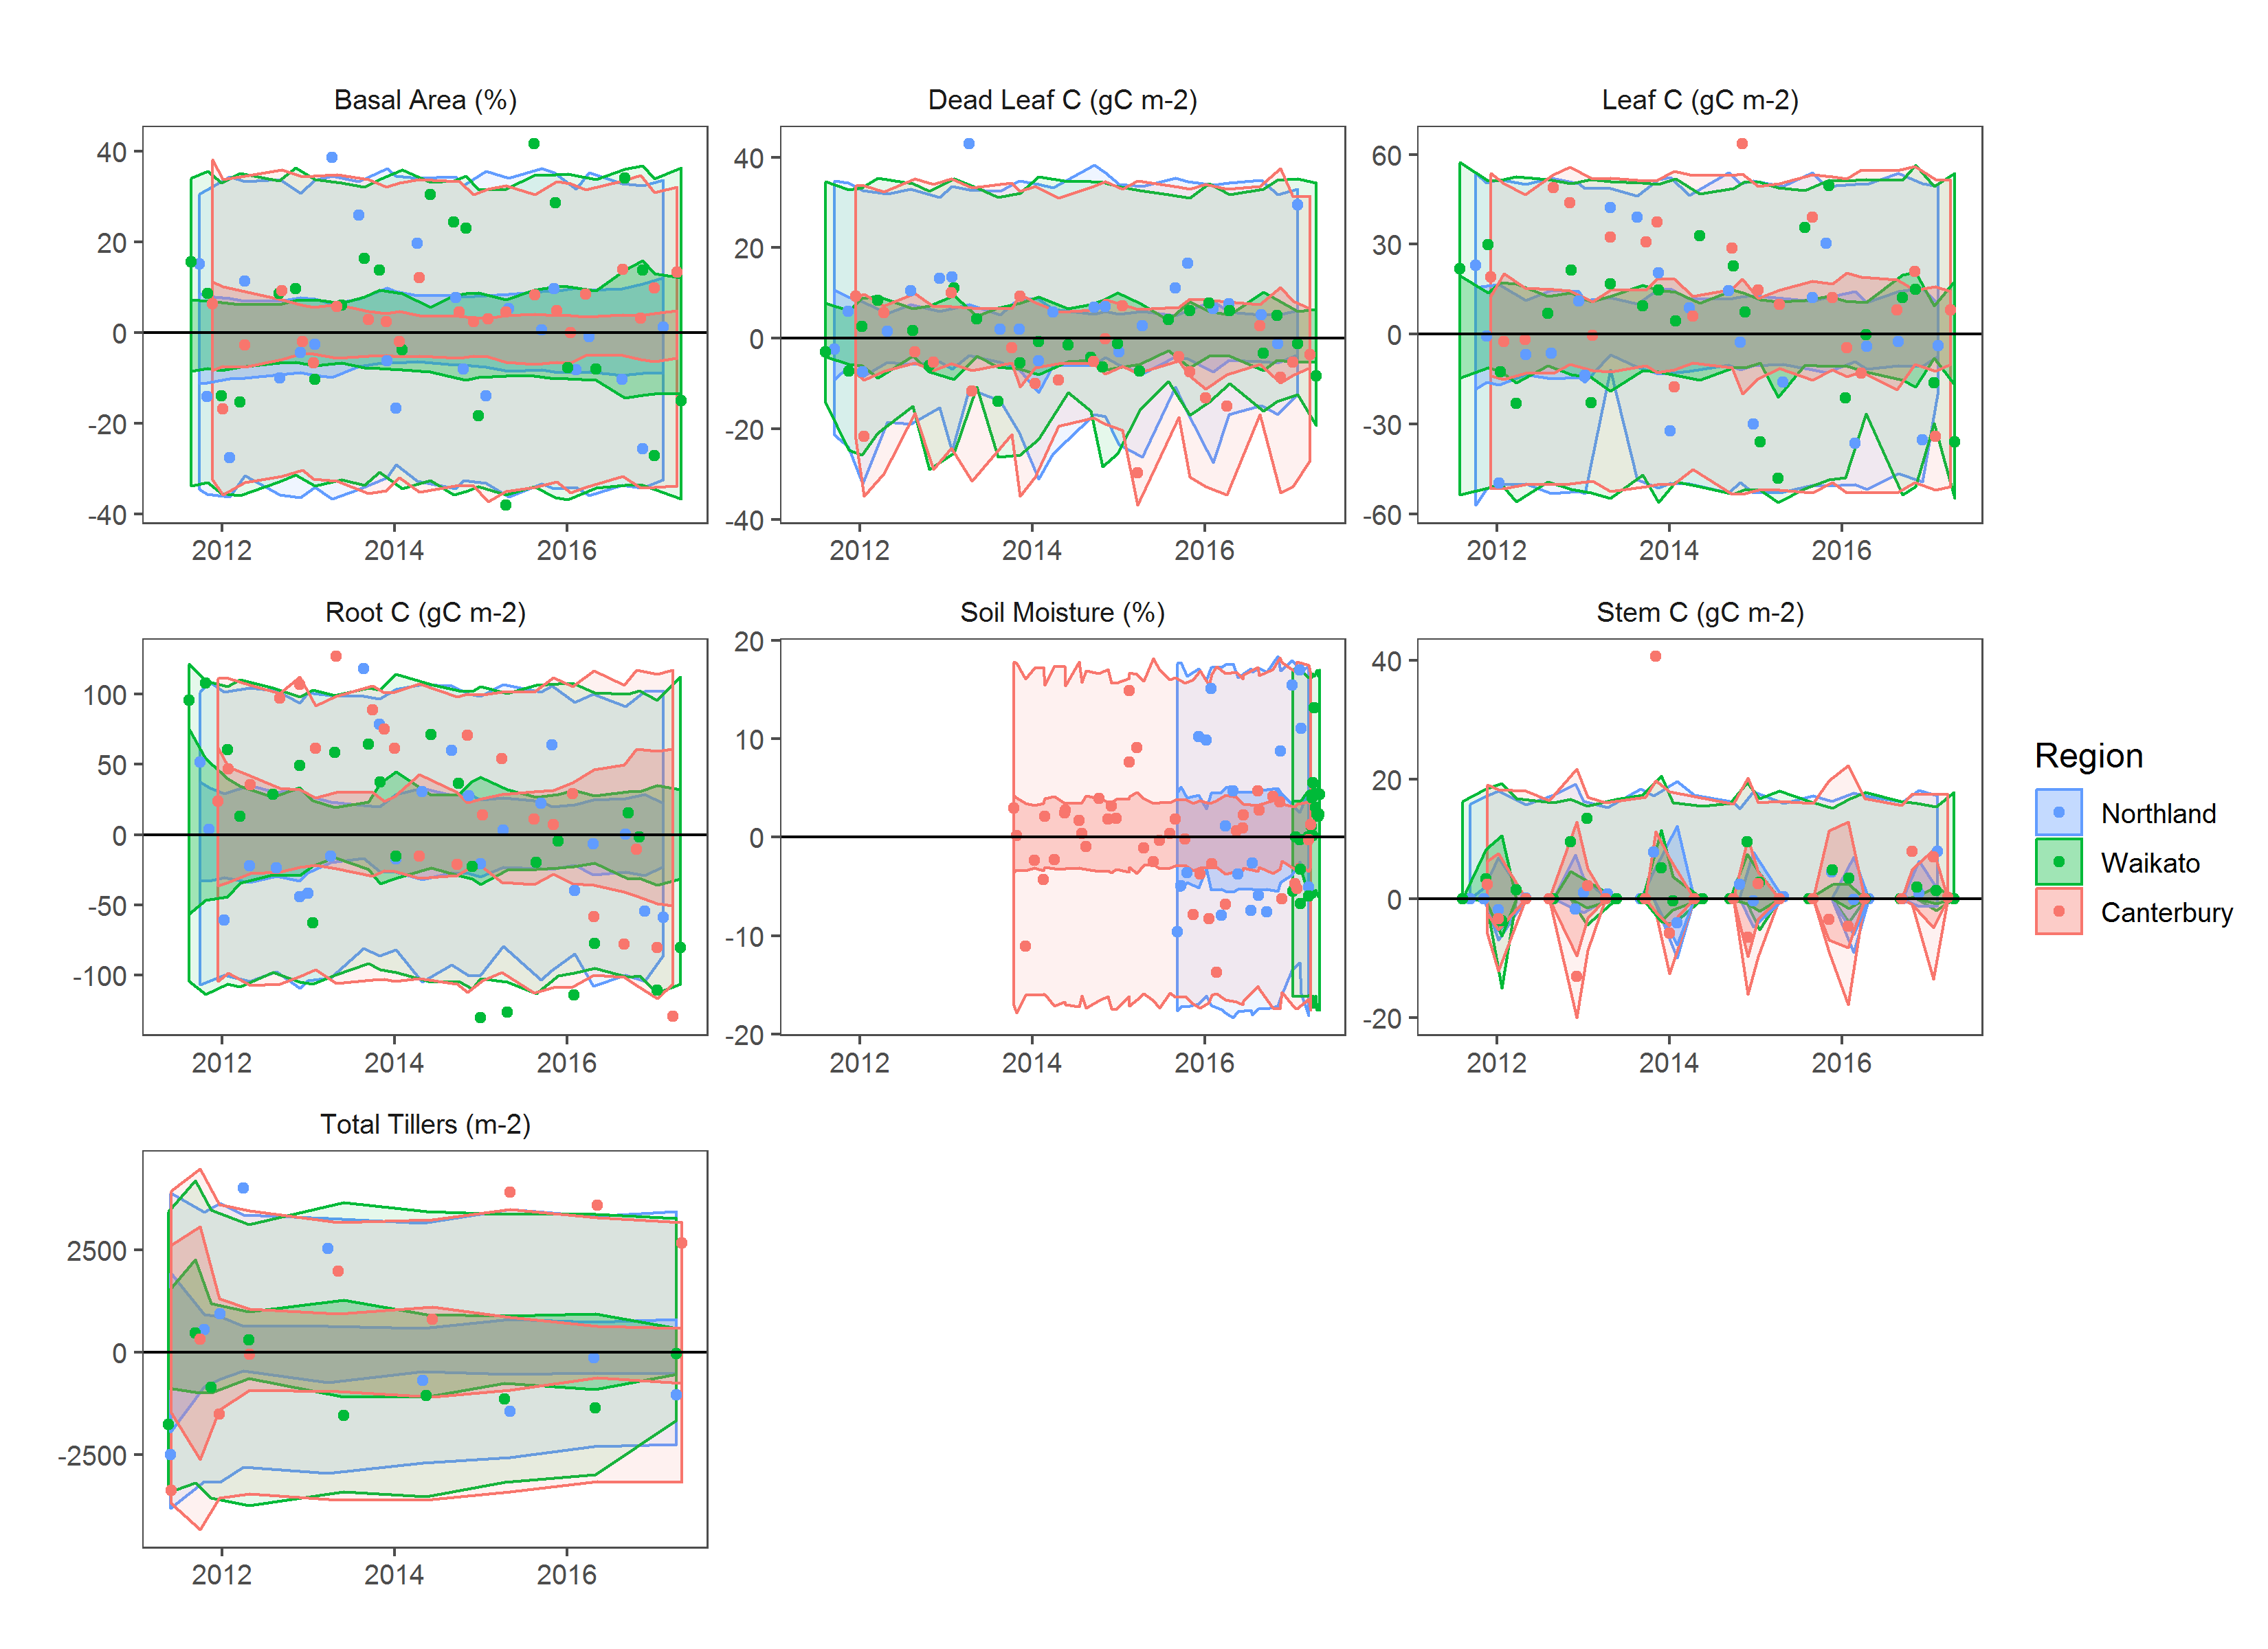 Basal Area (%)
40
20
0
-20
-40
2012 2014 2016
Dead Leaf C (gC m-2)
40
20
0
-20
-40
2012 2014 2016
Leaf C (gC m-2)
60
30
0
-30
-60
2012 2014 2016
Root C (gC m-2)
100
50
0
-50
-100
2012 2014 2016
Soil Moisture (%)
20
10
0
-10
-20
2012 2014 2016
Stem C (gC m-2)
40
20
0
-20
2012 2014 2016
Region
Northland
Waikato
Canterbury
Total Tillers (m-2)
2500
0
-2500
2012 2014 2016